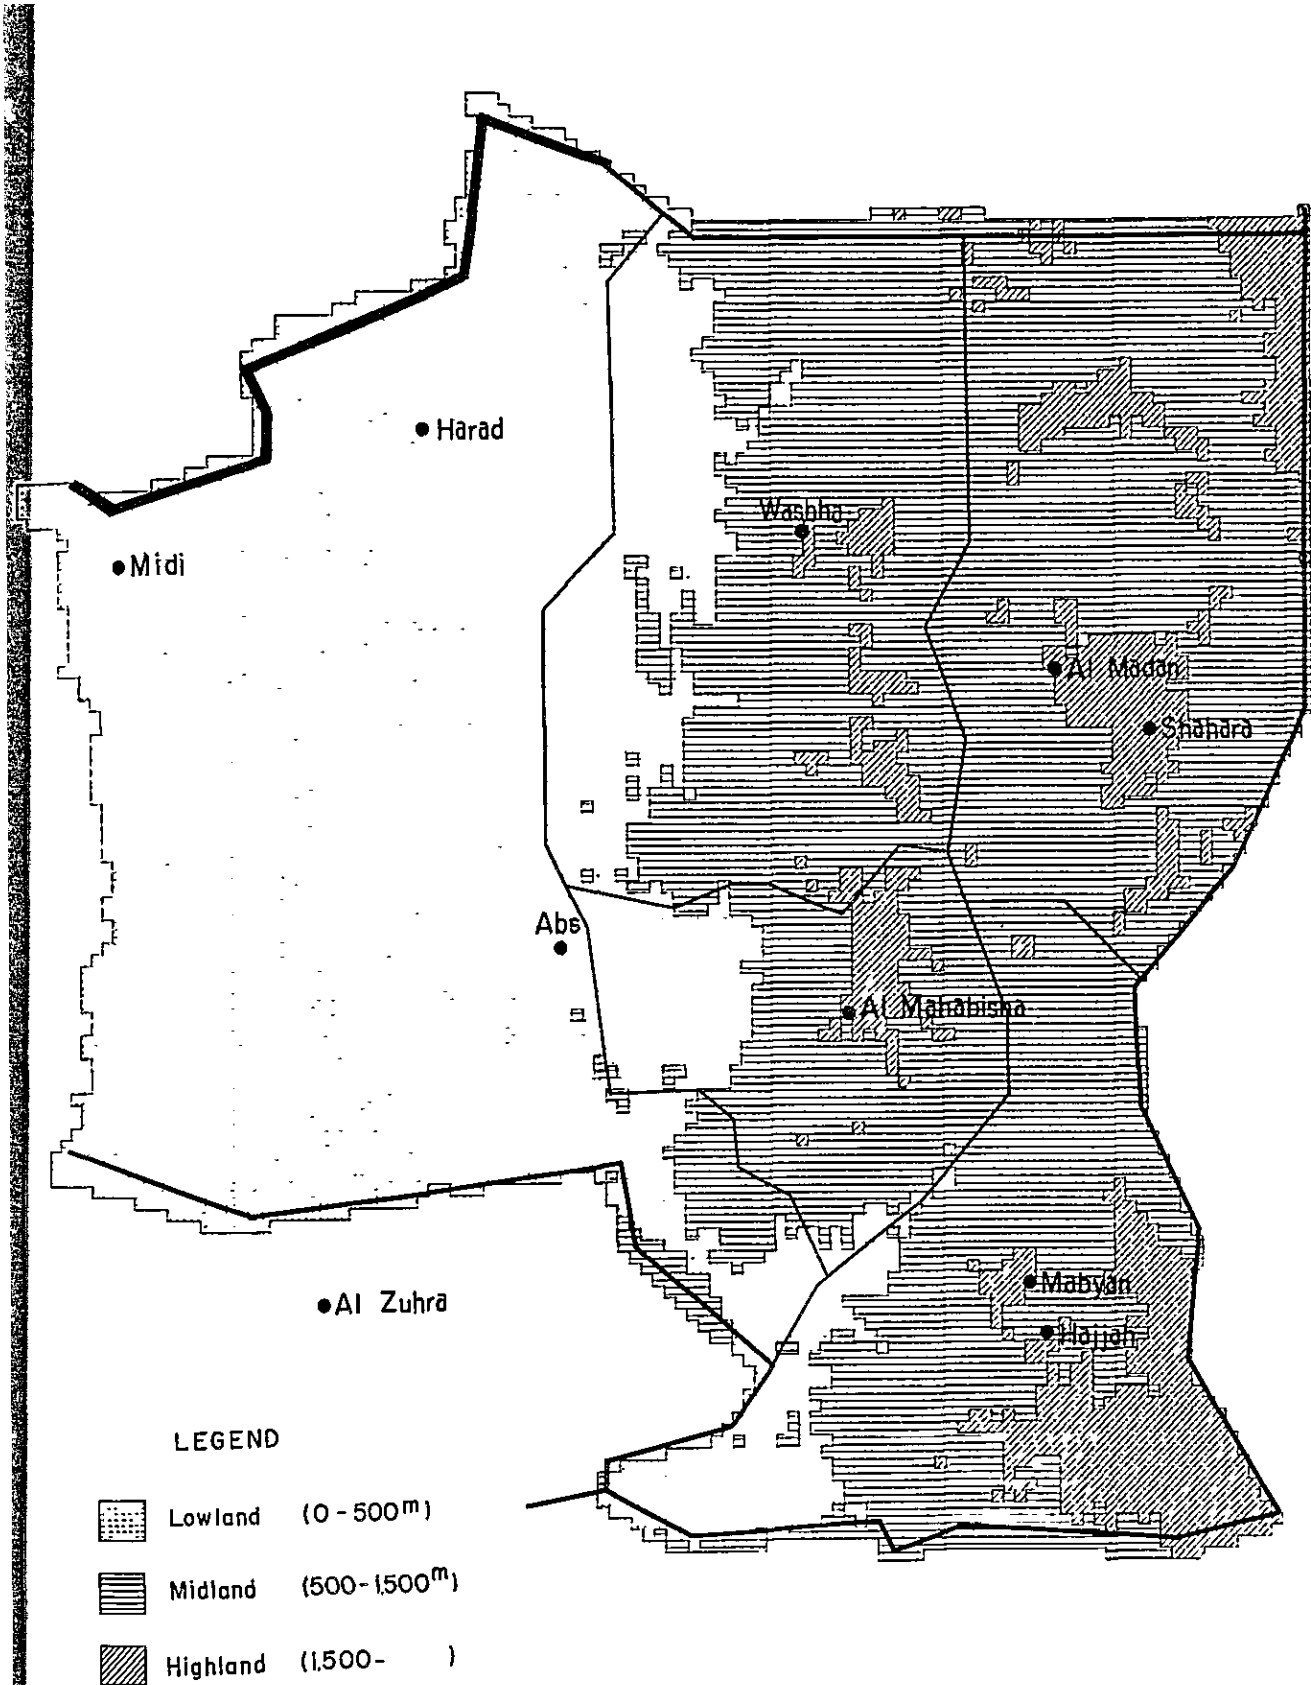 Harad
Washha
Midi
Al Madan
Shahara
Abs
Al Mahabisha
Mabyan
Al Zuhra
Hajjah
LEGEND
Lowland (0-500m)
Midland (500-1,500m)
Highland (1,500- )